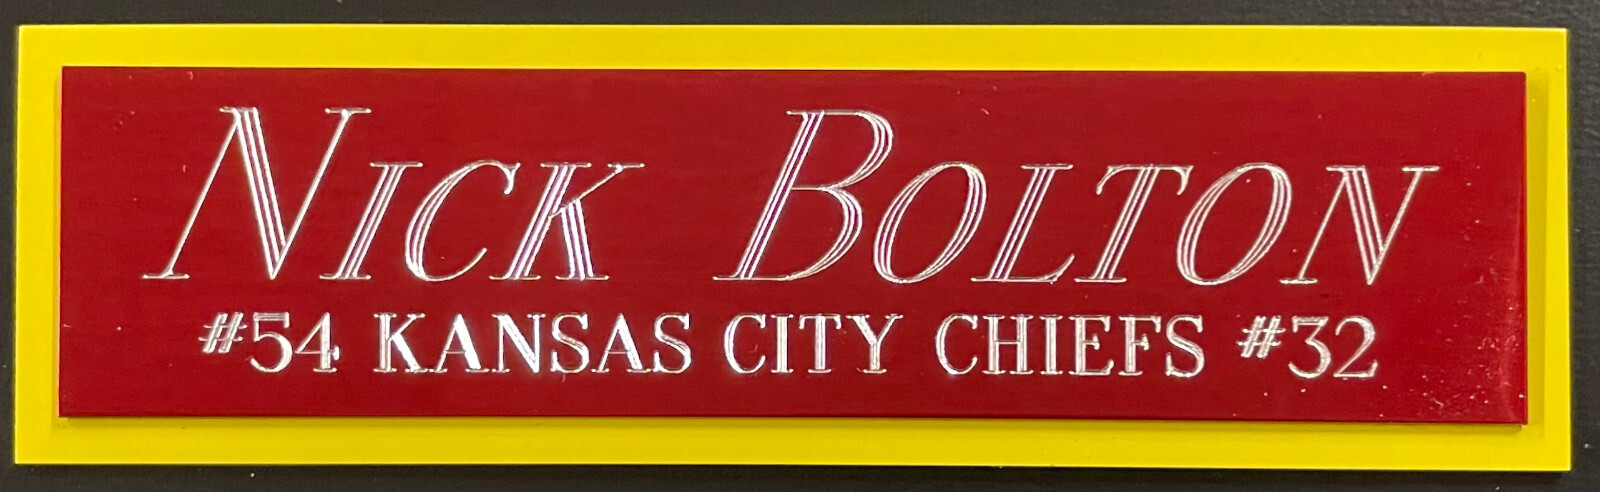 NICK BOLTON
#54 KANSAS CITY CHIEFS #32